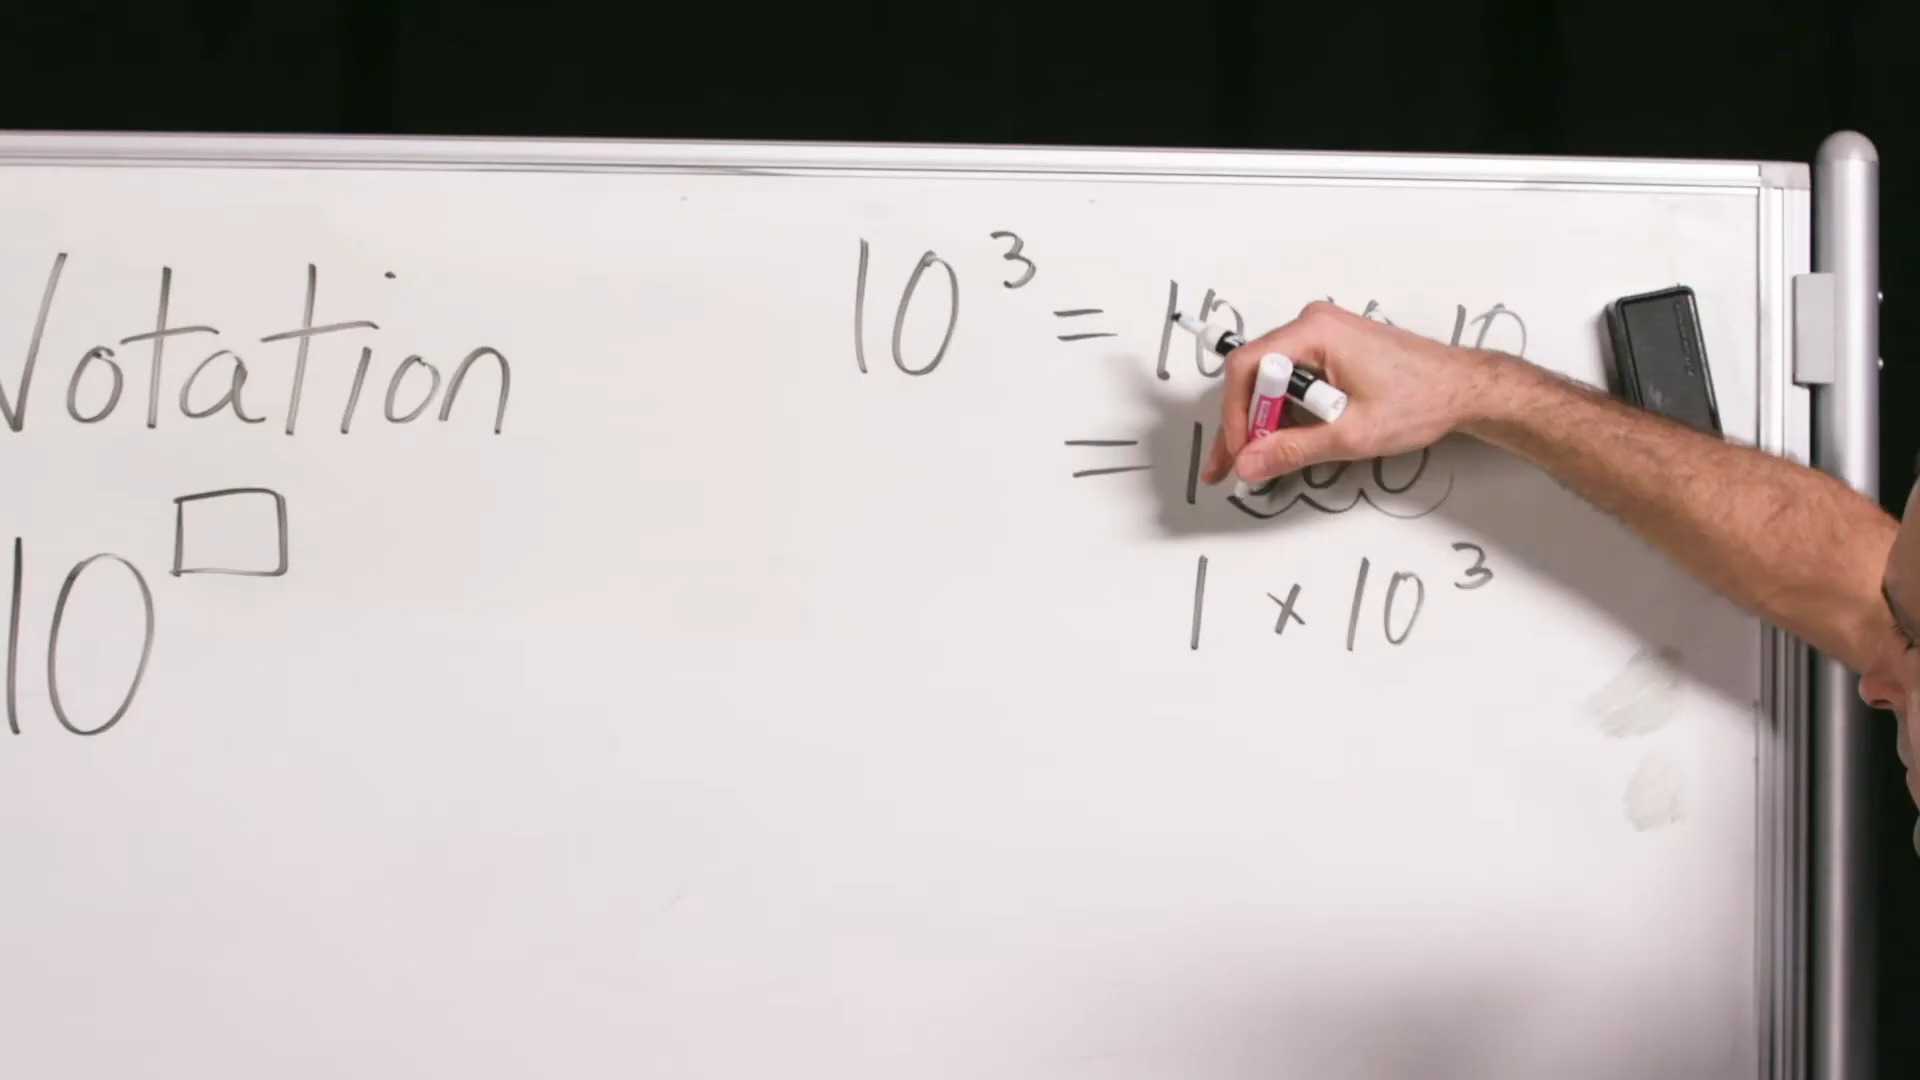 Notation
10□
10³ = 10 10 10
= 1000
1 × 10³